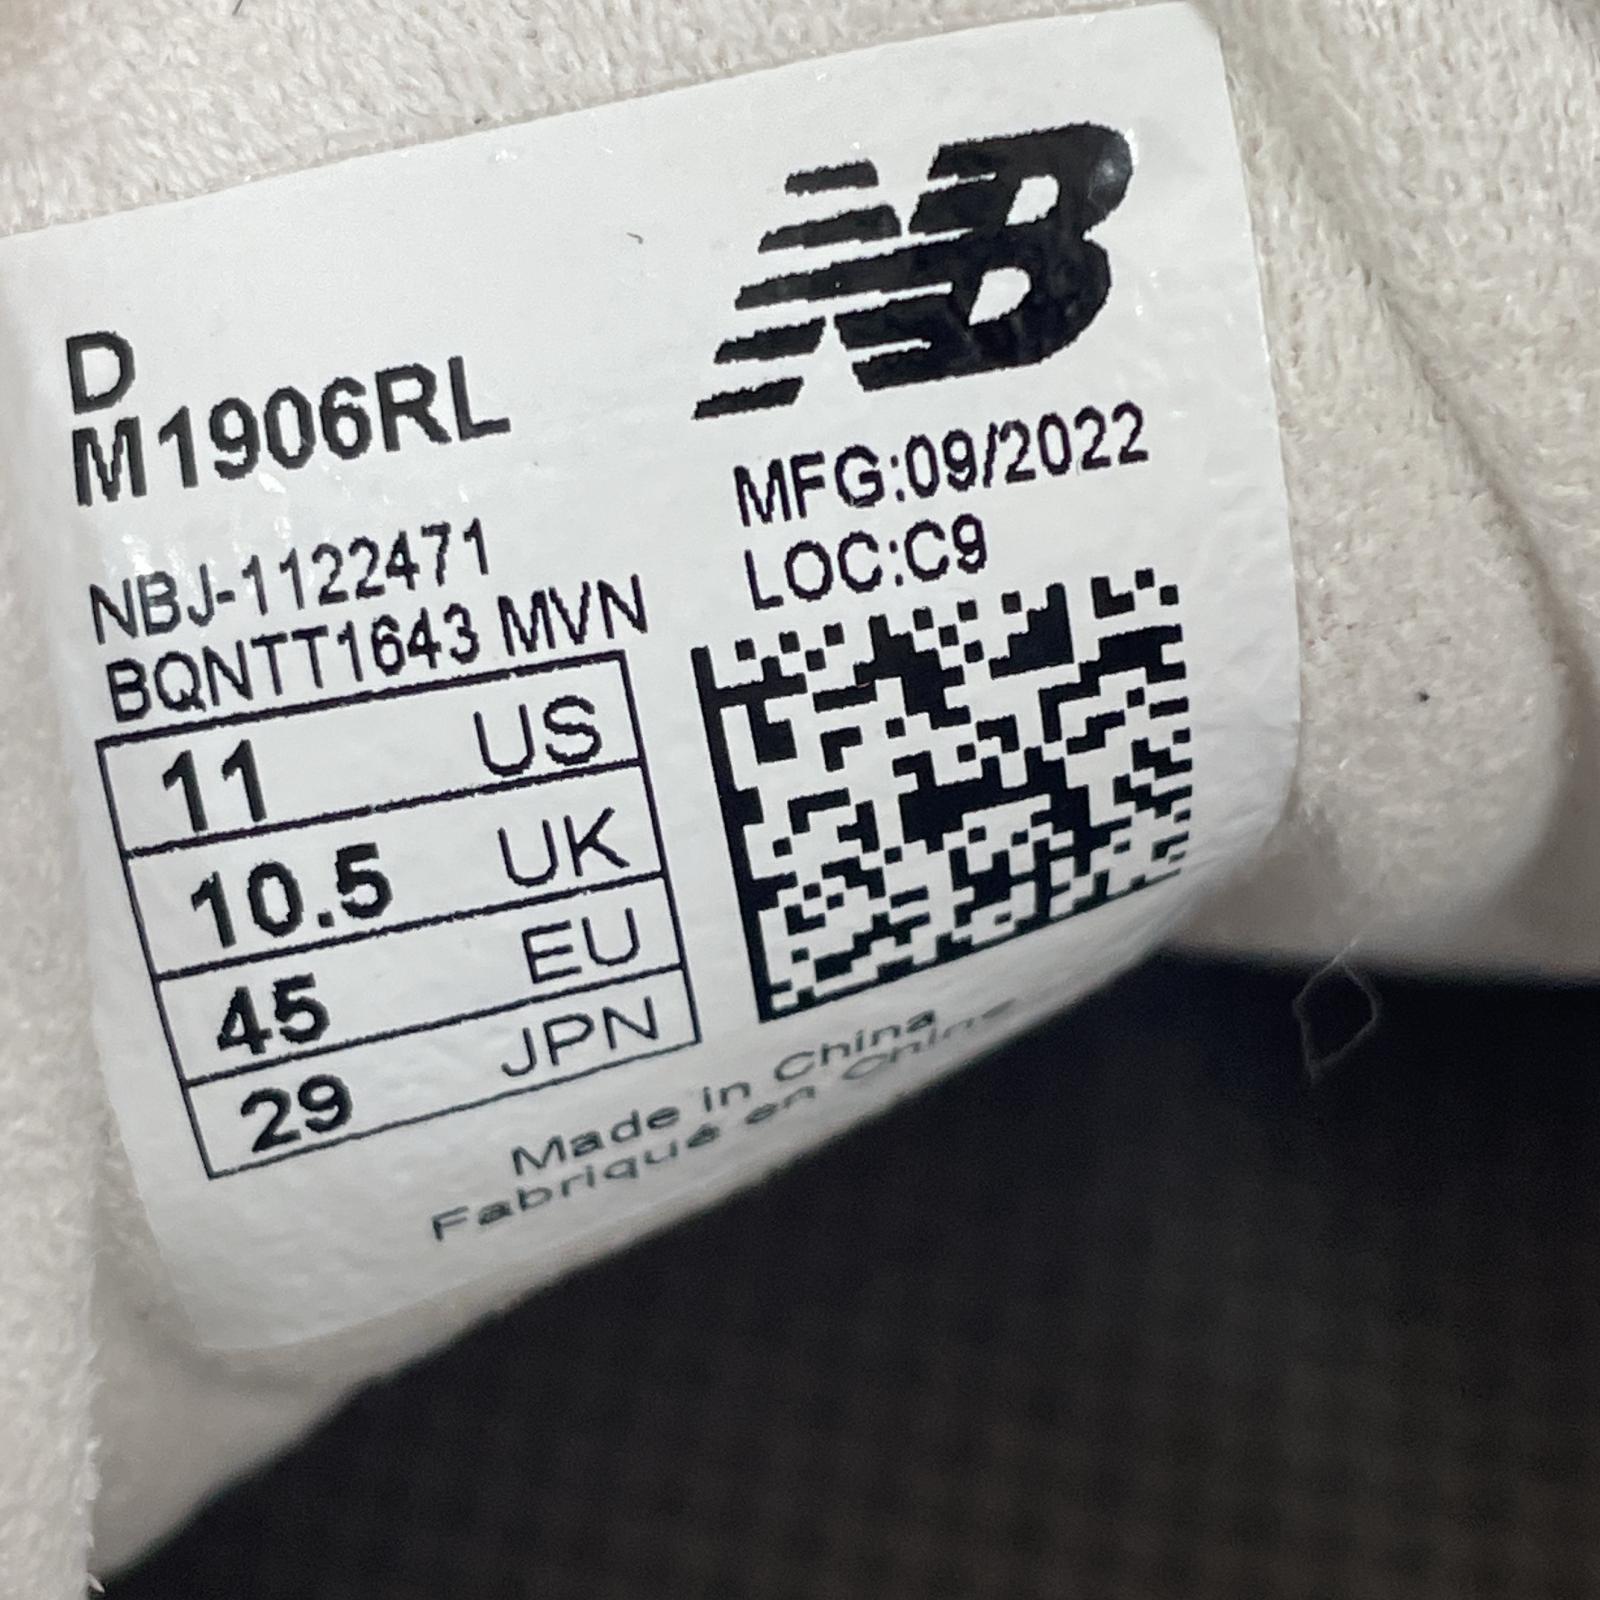 NB
D
M1906RL
MFG:09/2022
LOC:C9
NBJ-1122471
BQNTT1643 MVN
11 US
10.5 UK
45 EU
29 JPN
Made in China
Fabriqué en Chine